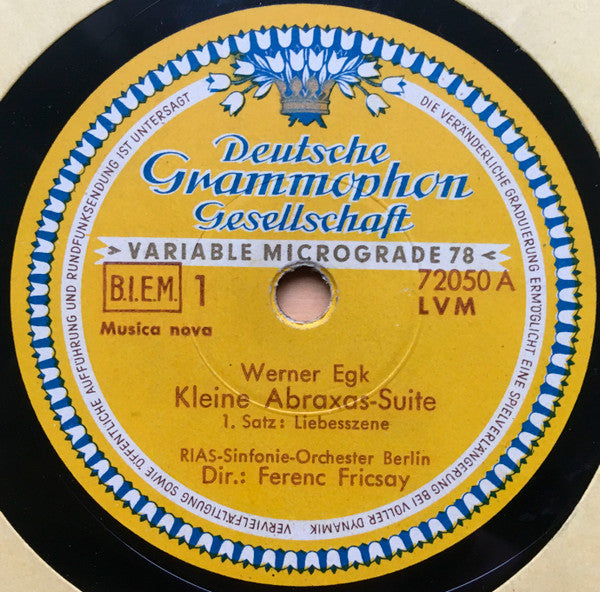 Deutsche
Grammophon
Gesellschaft
VARIABLE MICROGRADE 78
B.I.E.M. 1
72050 A
LVM
Musica nova
Werner Egk
Kleine Abraxas-Suite
1. Satz: Liebesszene
RIAS-Sinfonie-Orchester Berlin
Dir.: Ferenc Fricsay
DIE VERÄNDERLICHE GRADUIERUNG ERMÖGLICHT EINE SPIELVERLÄNGERUNG BEI VOLLER DYNAMIK
VERVIELFÄLTIGUNG SOWIE ÖFFENTLICHE AUFFÜHRUNG UND RUNDFUNKSENDUNG IST UNTERSAGT